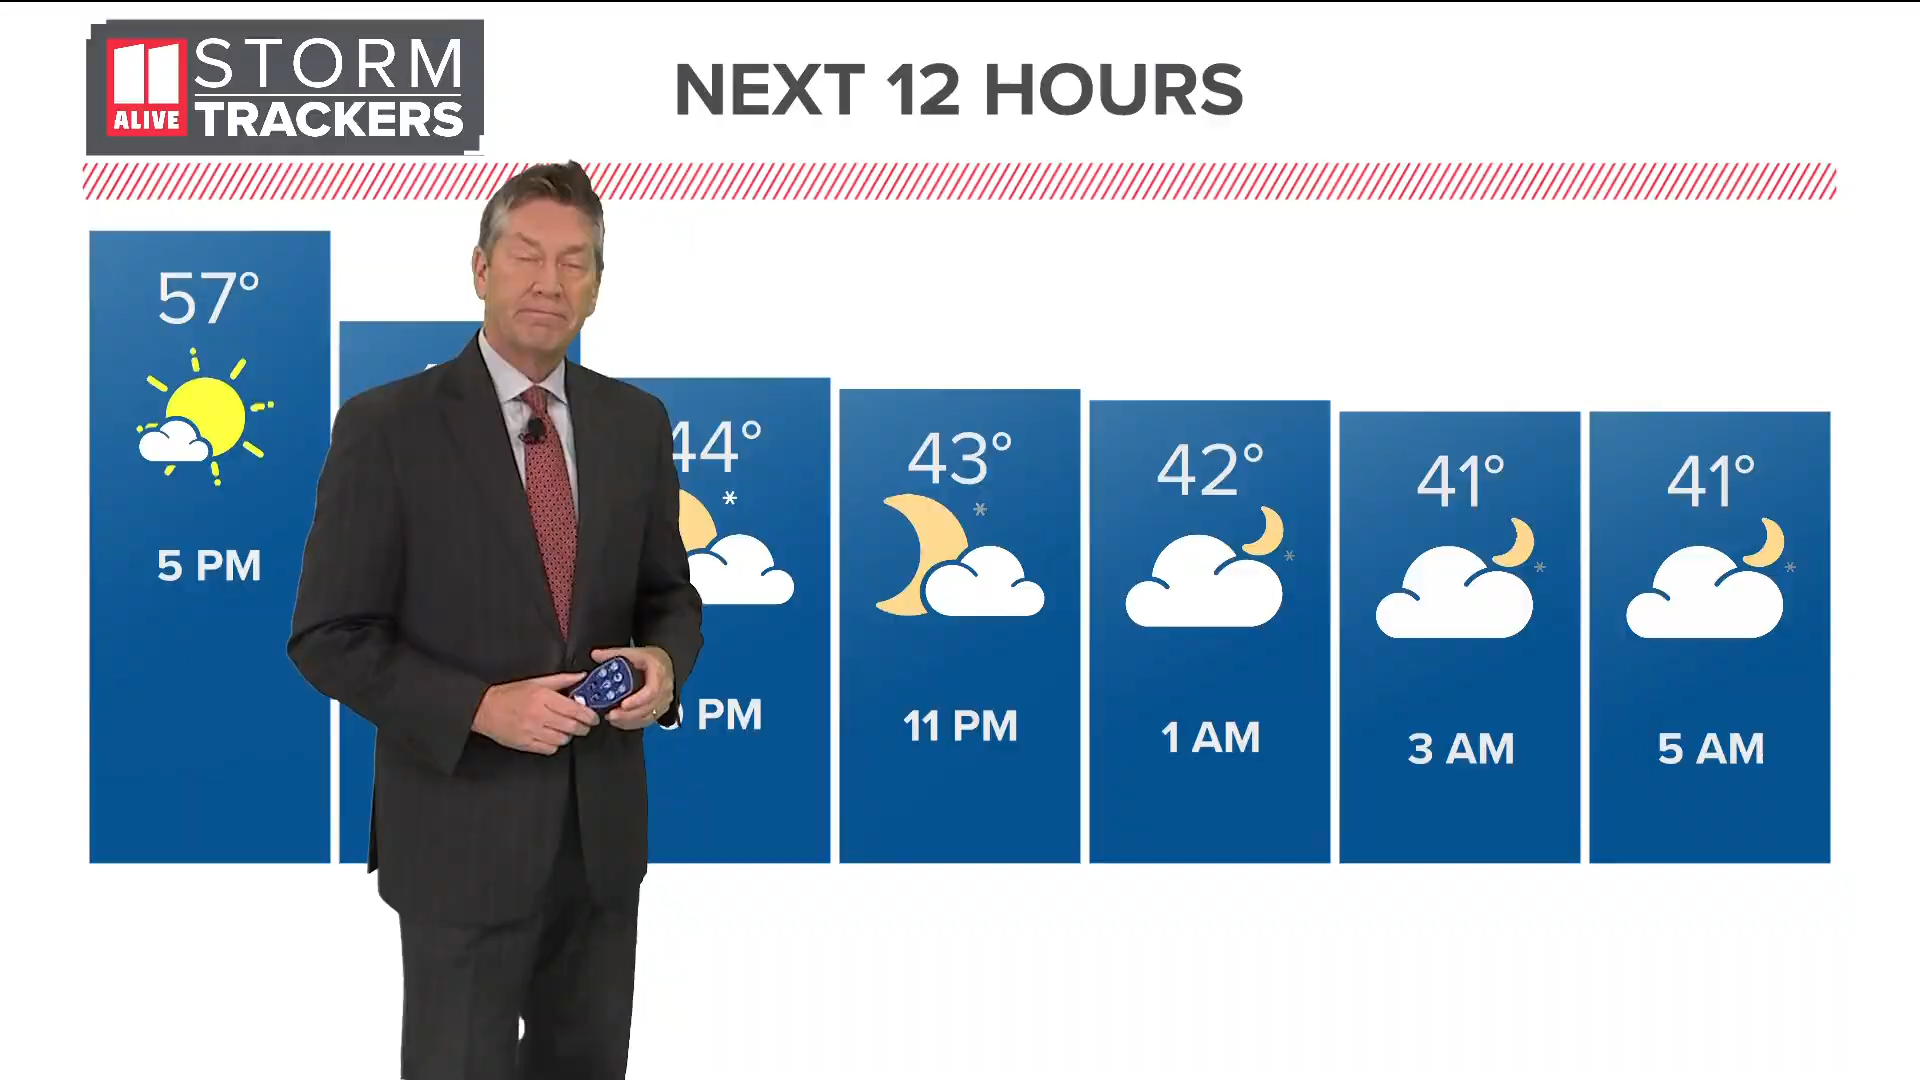 11
ALIVE
STORM
TRACKERS
NEXT 12 HOURS
57°
5 PM
44°
PM
43°
11 PM
42°
1 AM
41°
3 AM
41°
5 AM